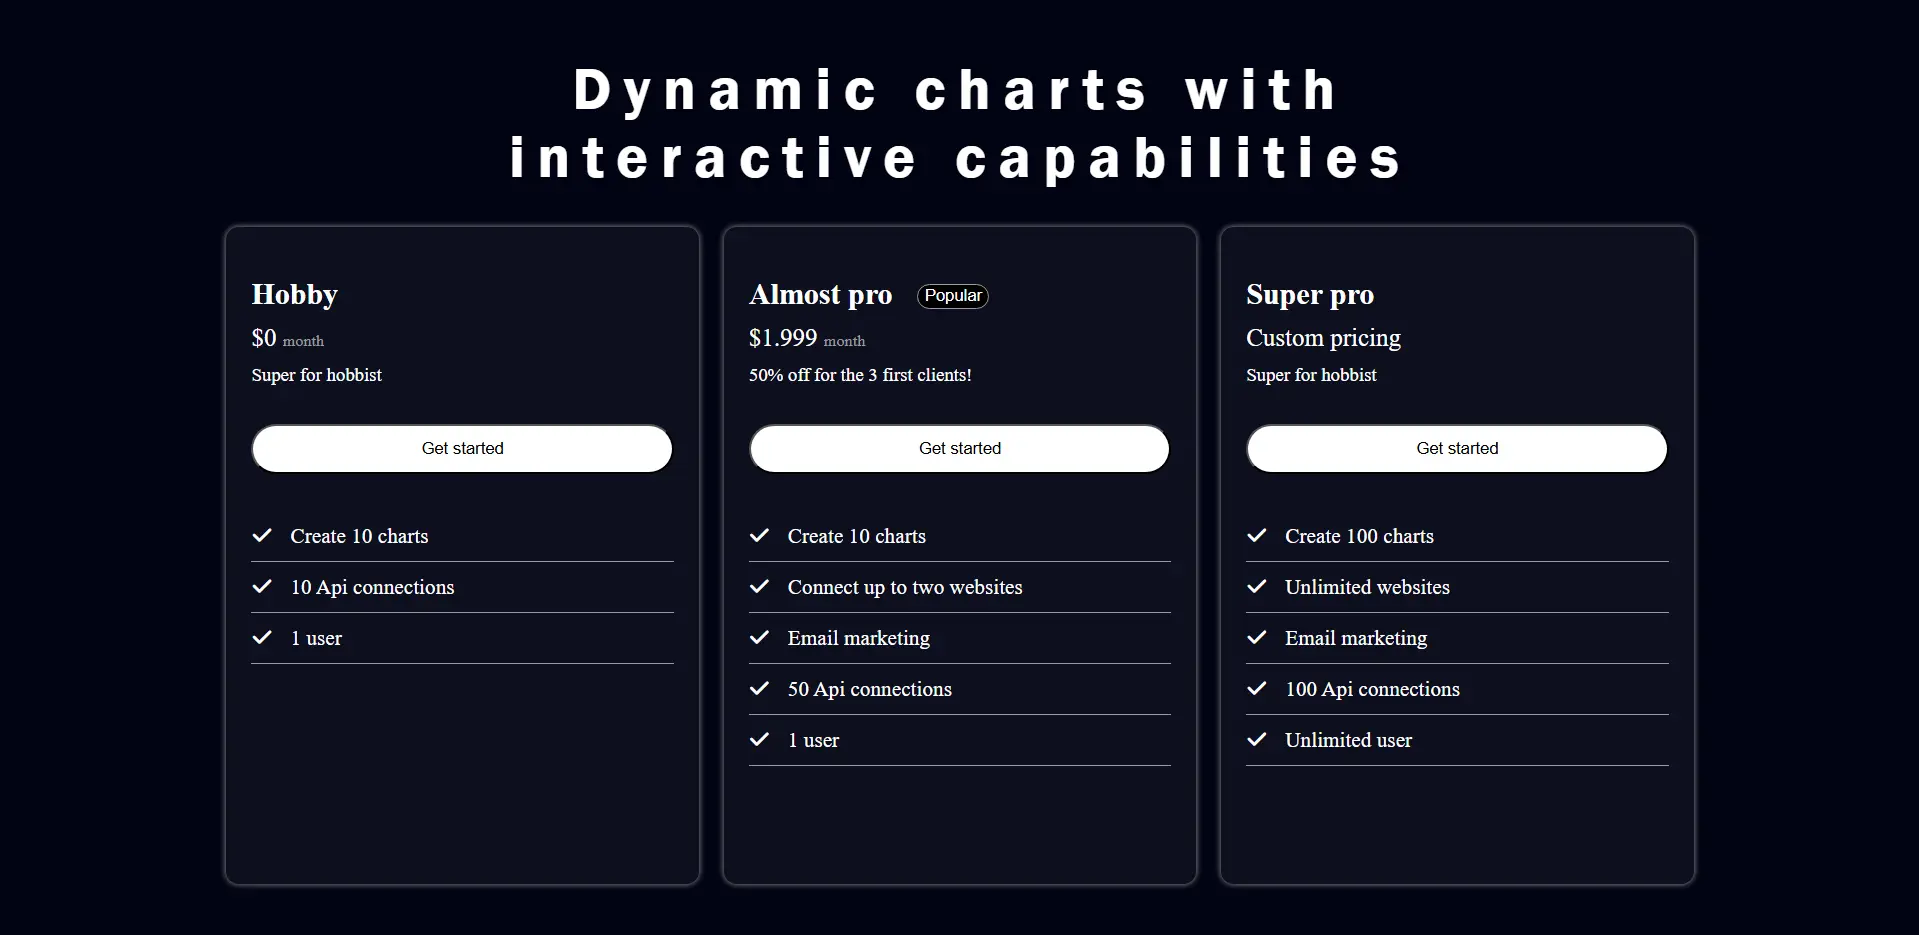 Dynamic charts with
interactive capabilities
Hobby
$0 month
Super for hobbist
Get started
Create 10 charts
10 Api connections
1 user
Almost pro Popular
$1.999 month
50% off for the 3 first clients!
Get started
Create 10 charts
Connect up to two websites
Email marketing
50 Api connections
1 user
Super pro
Custom pricing
Super for hobbist
Get started
Create 100 charts
Unlimited websites
Email marketing
100 Api connections
Unlimited user